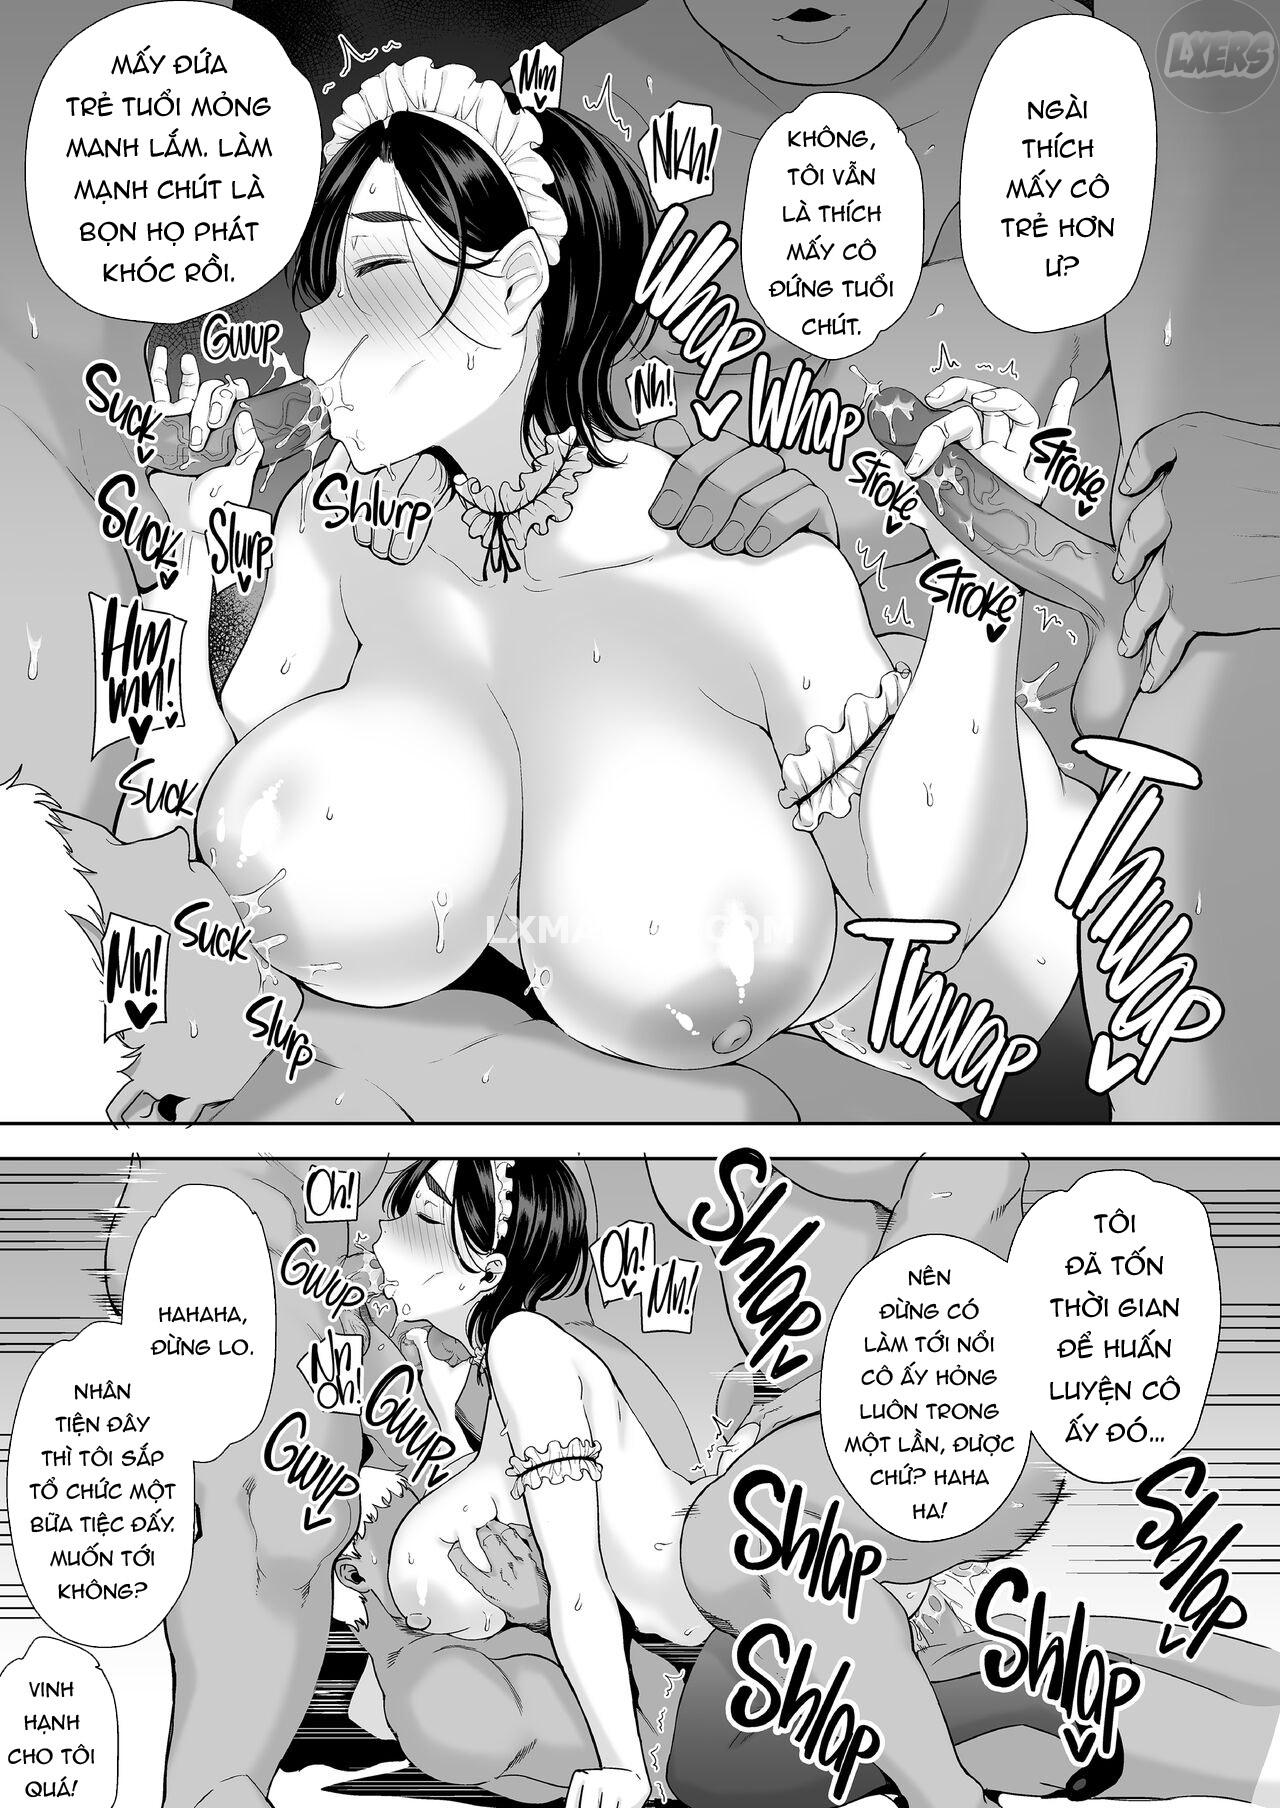 LXERS
NGÀI
THÍCH
MẤY CÔ
TRẺ HƠN
Ư?
KHÔNG,
TÔI VẪN
LÀ THÍCH
MẤY CÔ
ĐỨNG TUỔI
CHÚT.
MẤY ĐỨA
TRẺ TUỔI MỎNG
MANH LẮM. LÀM
MẠNH CHÚT LÀ
BỌN HỌ PHÁT
KHÓC RỒI.
Mm
Nkh!
Whap
Whap
Nh!
Gwup
Suck
Suck
Shlurp
Slurp
Stroke
Stroke
Stroke
Hm
mm!
Suck
Suck
Mn!
Slurp
Thwap
Thwap
TÔI
ĐÃ TỐN
THỜI GIAN
ĐỂ HUẤN
LUYỆN CÔ
ẤY ĐÓ...
NÊN
ĐỪNG CÓ
LÀM TỚI NỔI
CÔ ẤY HỎNG
LUÔN TRONG
MỘT LẦN, ĐƯỢC
CHỨ? HAHA
HA!
HAHAHA,
ĐỪNG LO.
NHÂN
TIỆN ĐÂY
THÌ TÔI SẮP
TỔ CHỨC MỘT
BỮA TIỆC ĐẤY.
MUỐN TỚI
KHÔNG?
VINH
HẠNH
CHO TÔI
QUÁ!
Oh!
Gwup
Nn
oh!
Gwup
Gwup
Oh!
Mn!
Shlap
Shlap
Shlap
Shlap
Shlap